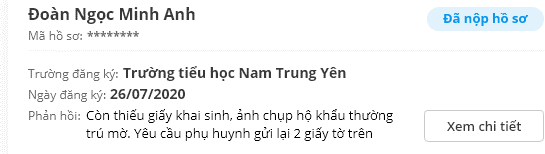 Đoàn Ngọc Minh Anh
Đã nộp hồ sơ
Mã hồ sơ: ********
Trường đăng ký: Trường tiểu học Nam Trung Yên
Ngày đăng ký: 26/07/2020
Phản hồi: Còn thiếu giấy khai sinh, ảnh chụp hộ khẩu thường
trú mờ. Yêu cầu phụ huynh gửi lại 2 giấy tờ trên
Xem chi tiết